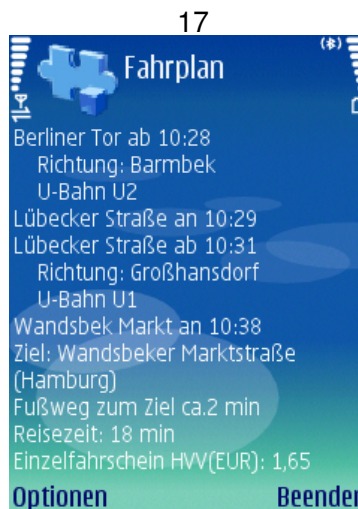 17
Fahrplan
Berliner Tor ab 10:28
Richtung: Barmbek
U-Bahn U2
Lübecker Straße an 10:29
Lübecker Straße ab 10:31
Richtung: Großhansdorf
U-Bahn U1
Wandsbek Markt an 10:38
Ziel: Wandsbeker Marktstraße
(Hamburg)
Fußweg zum Ziel ca.2 min
Reisezeit: 18 min
Einzelfahrschein HVV(EUR): 1,65
Optionen Beenden